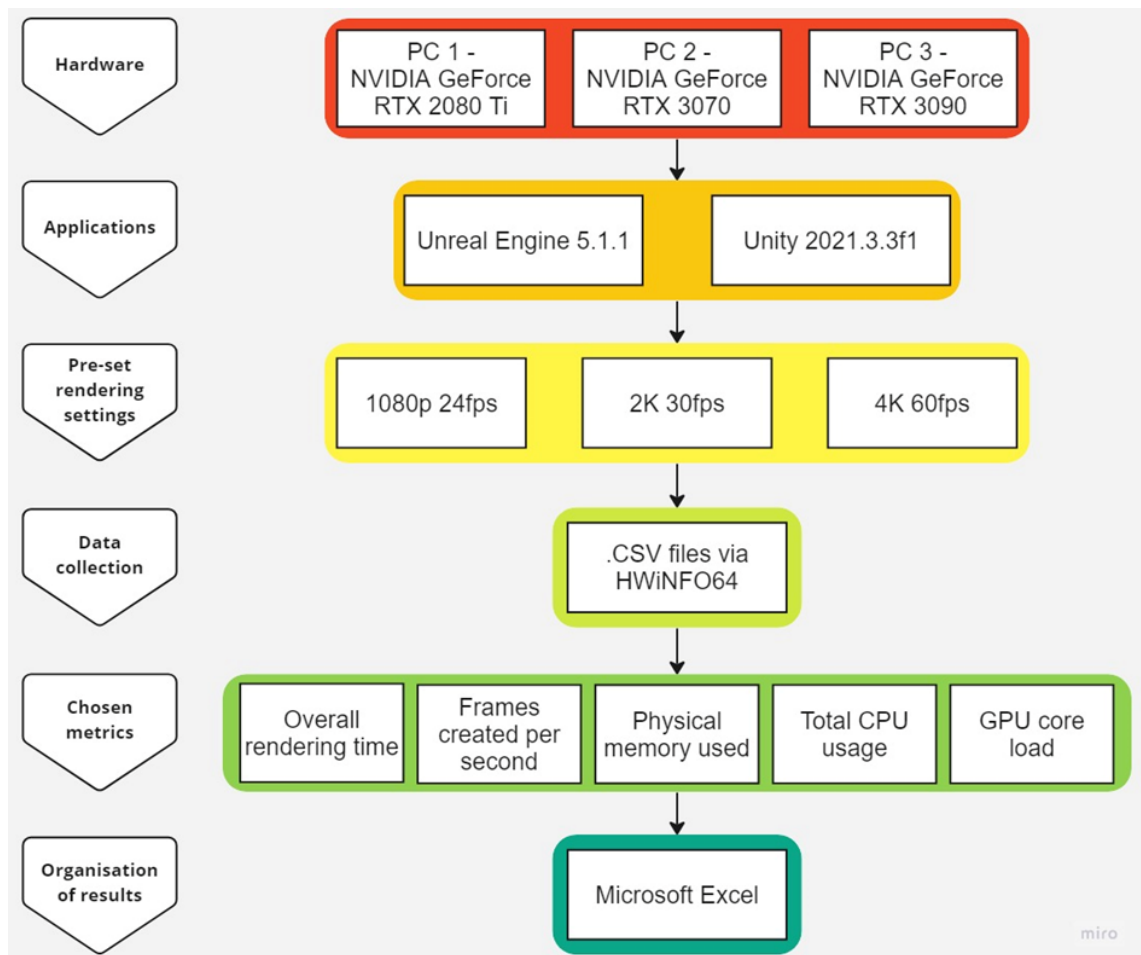 Hardware
PC 1 -
NVIDIA GeForce
RTX 2080 Ti
PC 2 -
NVIDIA GeForce
RTX 3070
PC 3 -
NVIDIA GeForce
RTX 3090
Applications
Unreal Engine 5.1.1
Unity 2021.3.3f1
Pre-set
rendering
settings
1080p 24fps
2K 30fps
4K 60fps
Data
collection
.CSV files via
HWiNFO64
Chosen
metrics
Overall
rendering time
Frames
created per
second
Physical
memory used
Total CPU
usage
GPU core
load
Organisation
of results
Microsoft Excel
miro